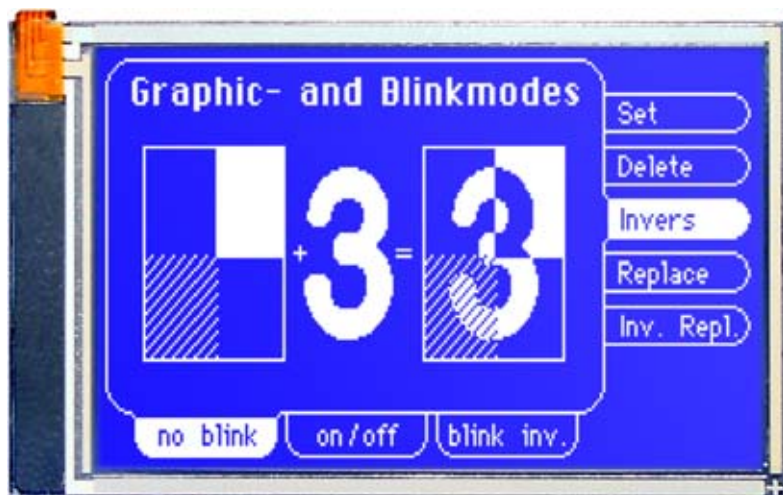 Graphic- and Blinkmodes
Set
Delete
Invers
Replace
Inv. Repl.
+ 3 = 3
no blink
on/off
blink inv.